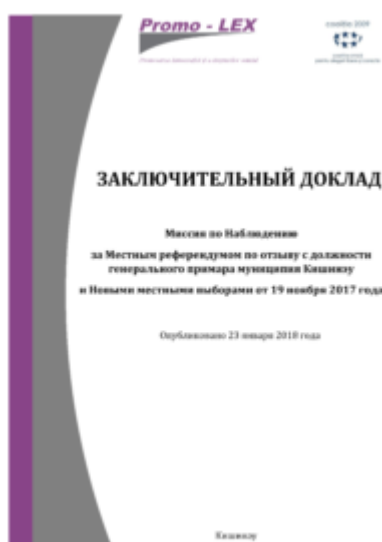 Promo - LEX
ЗАКЛЮЧИТЕЛЬНЫЙ ДОКЛАД
Миссия по Наблюдению
за Местным референдумом по отзыву с должности
генерального примара муниципия Кишинэу
и Новыми местными выборами от 19 ноября 2017 года
Опубликовано 23 января 2018 года
Кишинэу